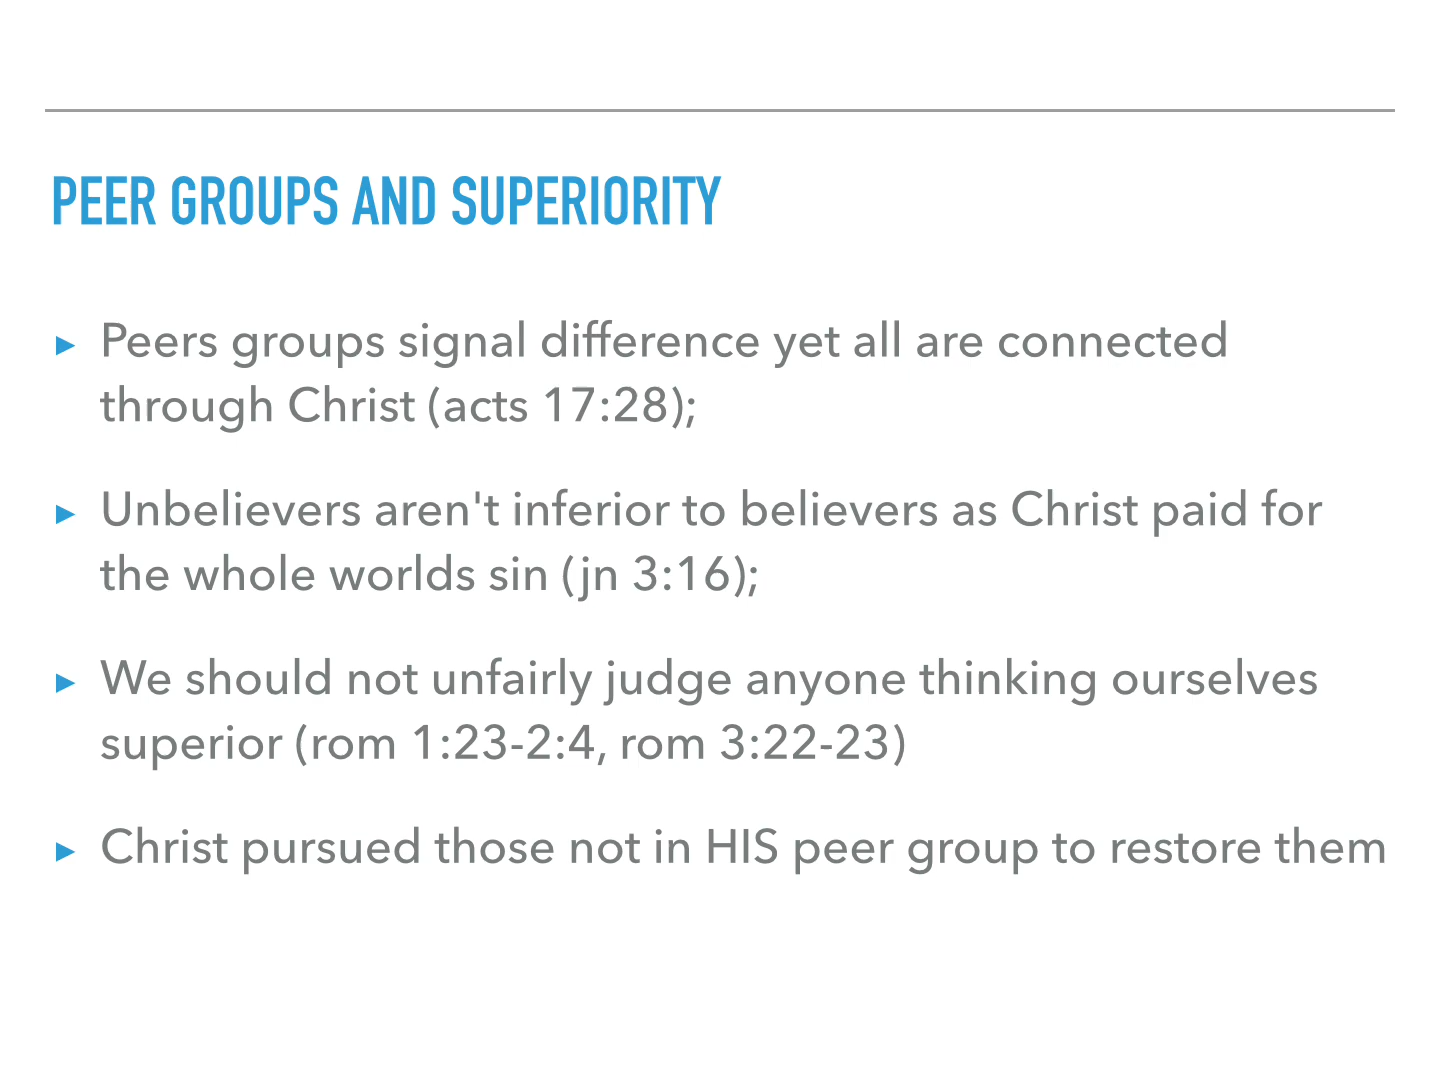 PEER GROUPS AND SUPERIORITY
▸ Peers groups signal difference yet all are connected
through Christ (acts 17:28);
▸ Unbelievers aren't inferior to believers as Christ paid for
the whole worlds sin (jn 3:16);
▸ We should not unfairly judge anyone thinking ourselves
superior (rom 1:23-2:4, rom 3:22-23)
▸ Christ pursued those not in HIS peer group to restore them